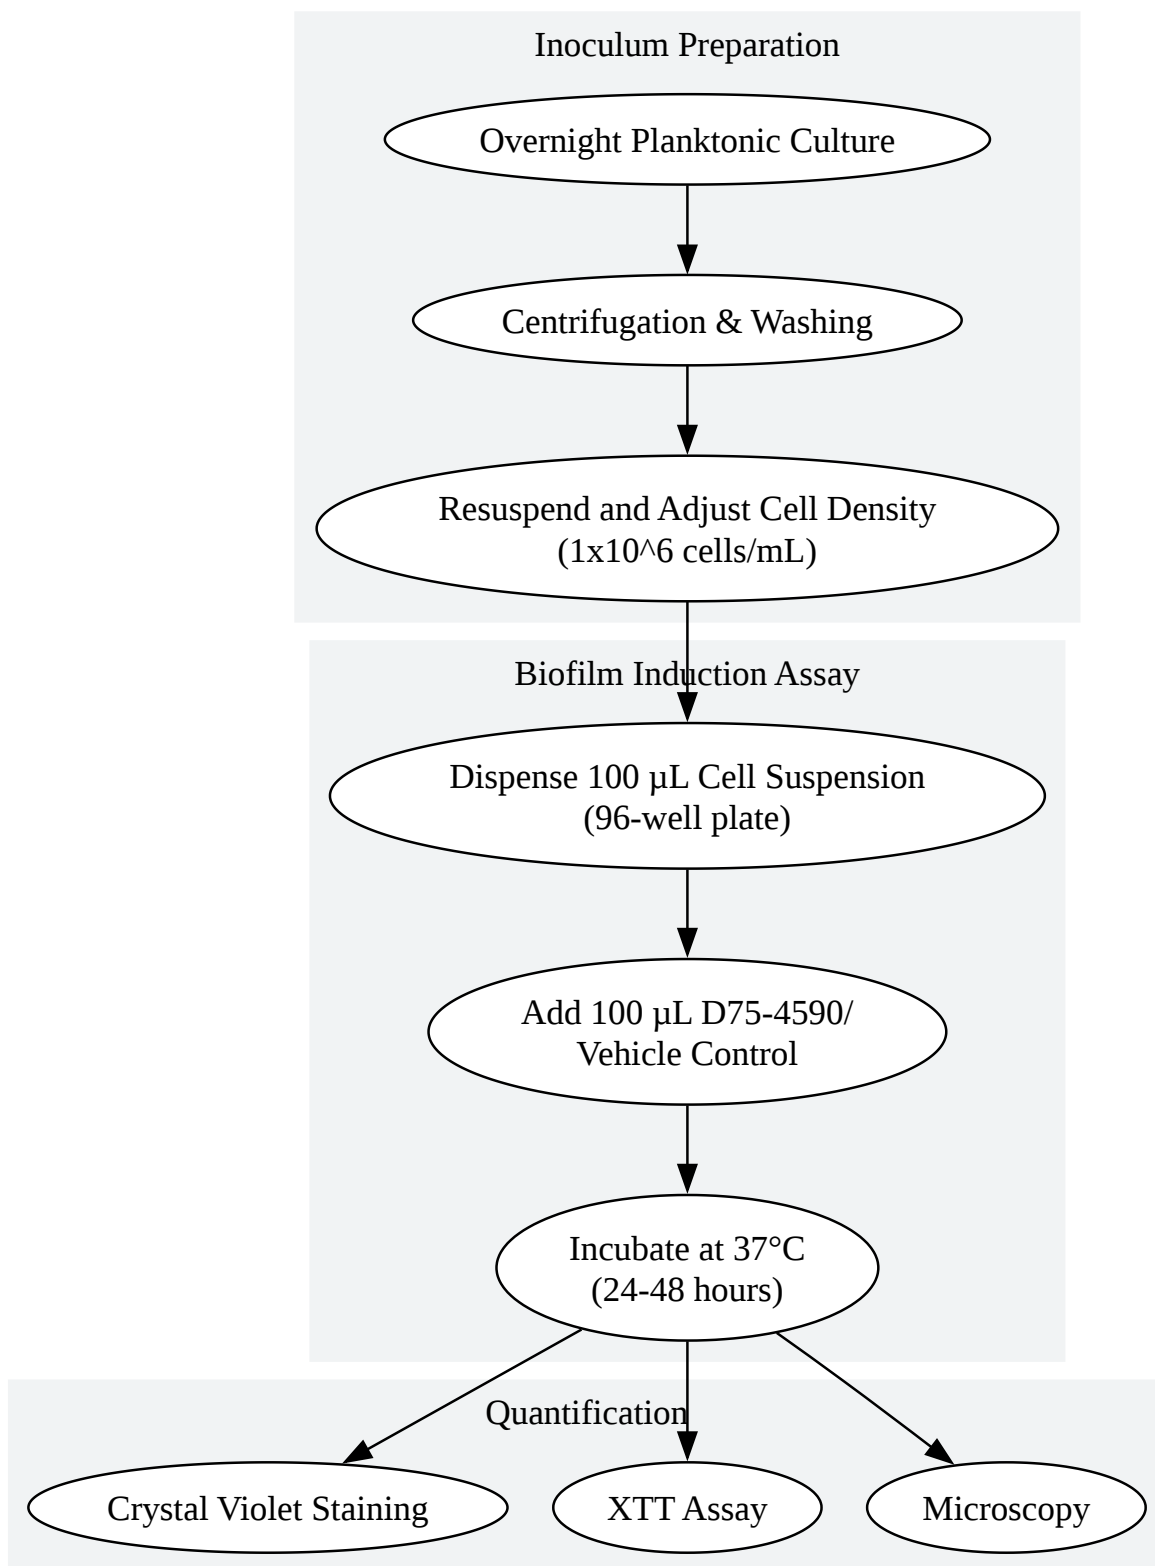 Inoculum Preparation
Overnight Planktonic Culture
Centrifugation & Washing
Resuspend and Adjust Cell Density
(1x10^6 cells/mL)
Biofilm Induction Assay
Dispense 100 µL Cell Suspension
(96-well plate)
Add 100 µL D75-4590/
Vehicle Control
Incubate at 37°C
(24-48 hours)
Quantification
Crystal Violet Staining
XTT Assay
Microscopy